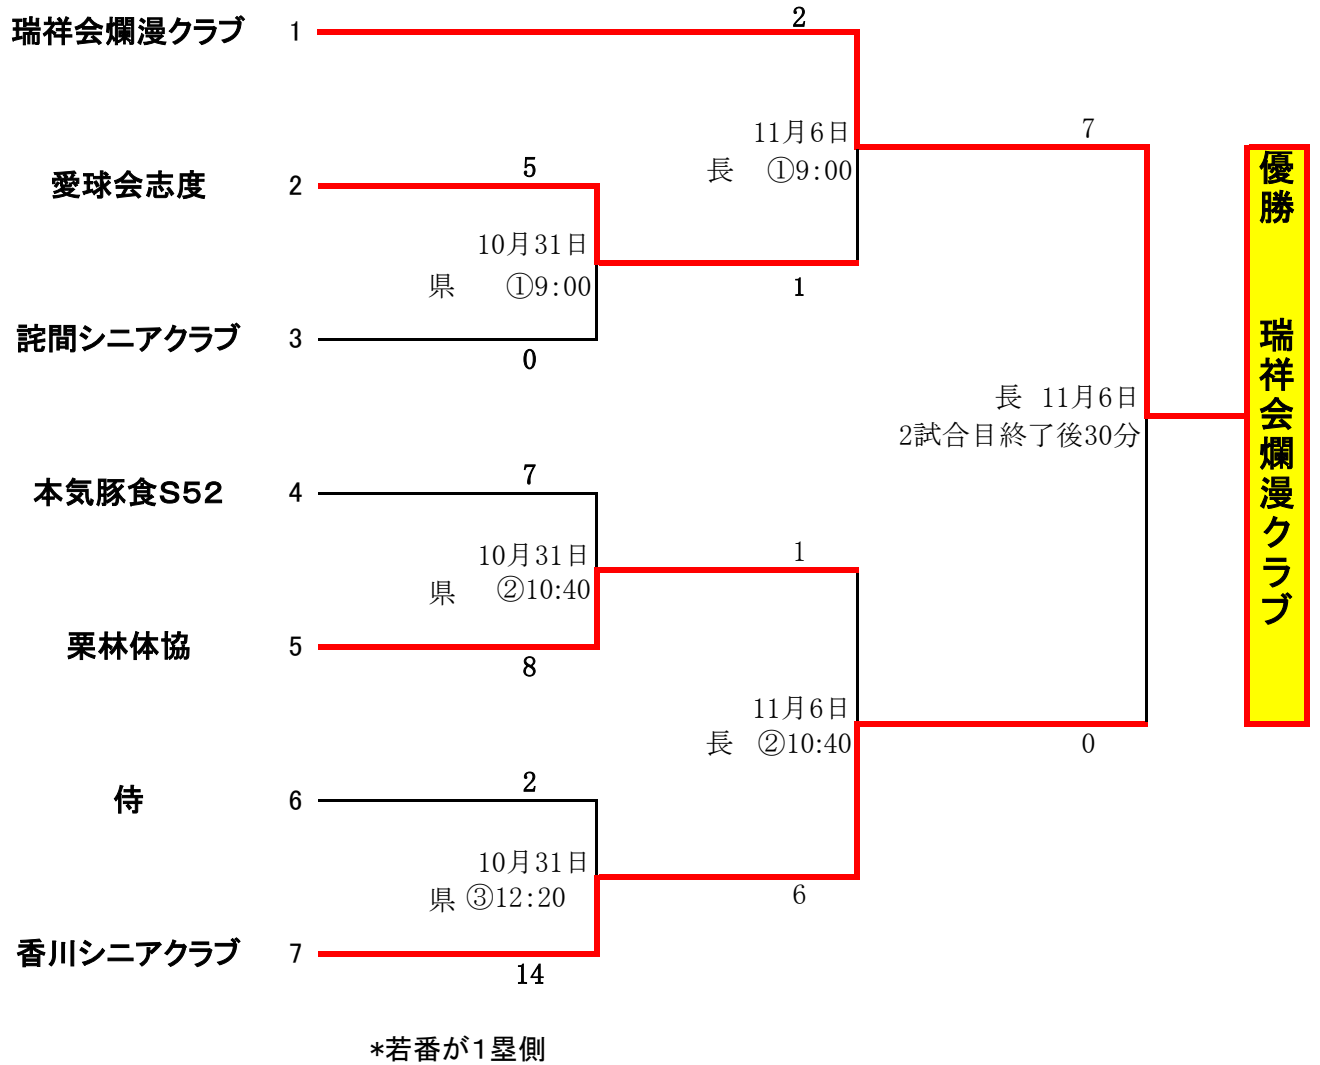 瑞祥会爛漫クラブ 1
2
11月6日
長 ①9:00
7
愛球会志度 2
5
10月31日
県 ①9:00
1
詫間シニアクラブ 3
0
長 11月6日
2試合目終了後30分
優勝 瑞祥会爛漫クラブ
本気豚食S52 4
7
10月31日
県 ②10:40
1
栗林体協 5
8
11月6日
長 ②10:40
0
侍 6
2
10月31日
県 ③12:20
6
香川シニアクラブ 7
14
*若番が1塁側